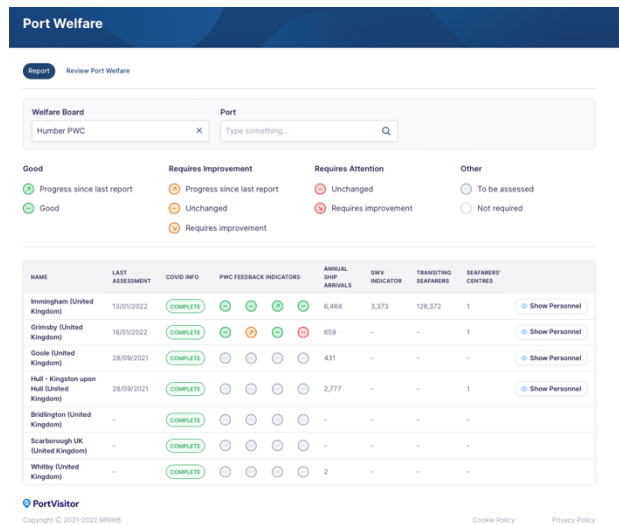 Port Welfare
Report Review Port Welfare
Welfare Board Port
Humber PWC × Type something...
Good Requires Improvement Requires Attention Other
Progress since last report Progress since last report Unchanged To be assessed
Good Unchanged Requires improvement Not required
Requires improvement
NAME LAST ASSESSMENT COVID INFO PWC FEEDBACK INDICATORS ANNUAL SHIP ARRIVALS SWV INDICATOR TRANSITING SEAFARERS SEAFARERS' CENTRES
Immingham (United Kingdom) 13/01/2022 COMPLETE 6,468 3,373 126,372 1 Show Personnel
Grimsby (United Kingdom) 18/01/2022 COMPLETE 659 - - 1 Show Personnel
Goole (United Kingdom) 28/09/2021 COMPLETE 431 - - - Show Personnel
Hull - Kingston upon Hull (United Kingdom) 28/09/2021 COMPLETE 2,777 - - 1 Show Personnel
Bridlington (United Kingdom) - COMPLETE - - - -
Scarborough UK (United Kingdom) - COMPLETE - - - -
Whitby (United Kingdom) - COMPLETE 2 - - -
PortVisitor
Copyright © 2021-2022 MNWB Cookie Policy Privacy Policy